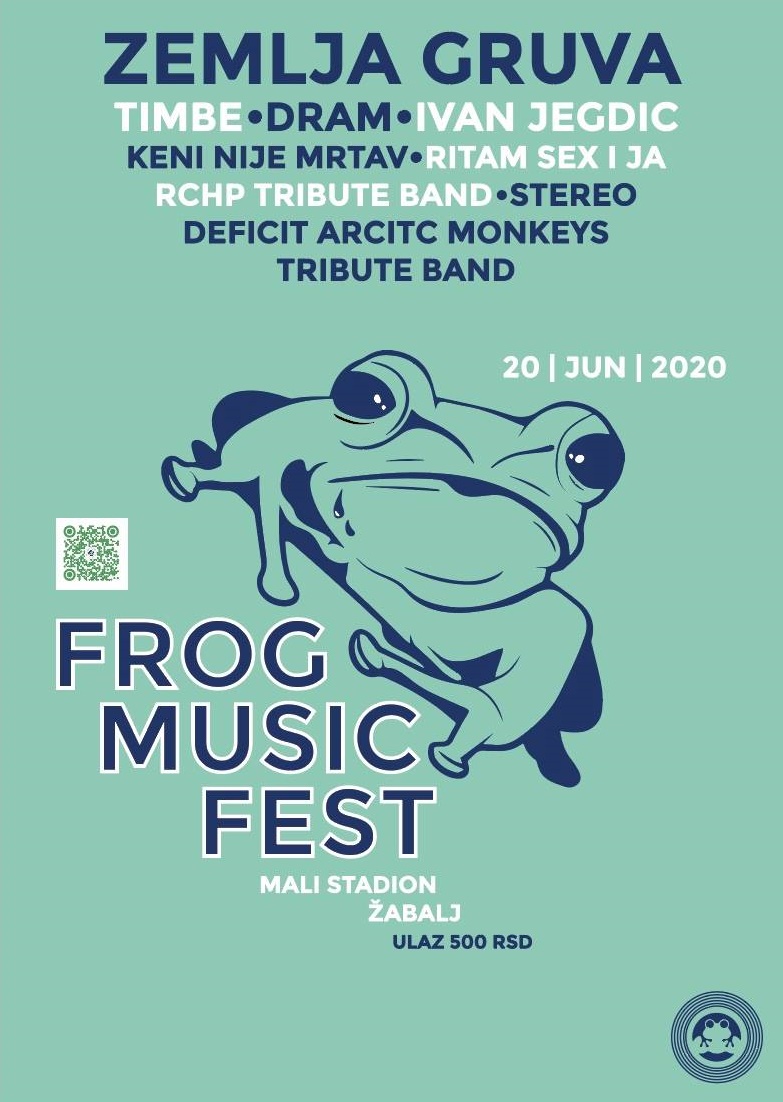 ZEMLJA GRUVA
TIMBE•DRAM•IVAN JEGDIC
KENI NIJE MRTAV•RITAM SEX I JA
RCHP TRIBUTE BAND•STEREO
DEFICIT ARCITC MONKEYS
TRIBUTE BAND
20 | JUN | 2020
FROG
MUSIC
FEST
MALI STADION
ŽABALJ
ULAZ 500 RSD